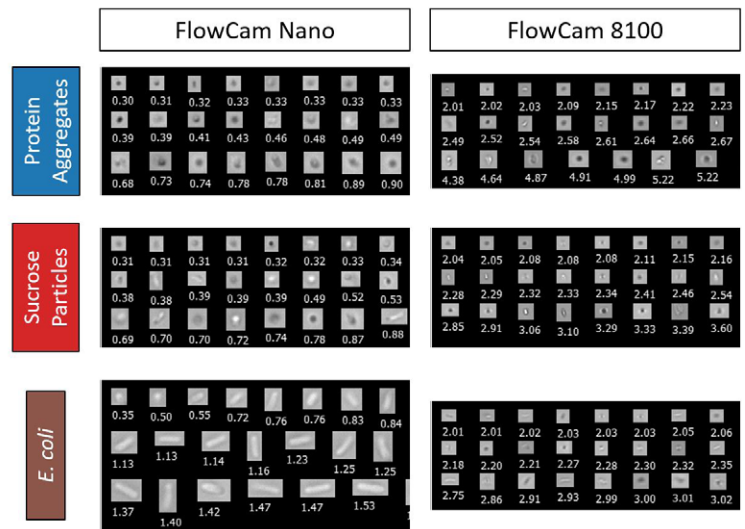 FlowCam Nano
FlowCam 8100
Protein
Aggregates
0.30 0.31 0.32 0.33 0.33 0.33 0.33 0.33
0.39 0.39 0.41 0.43 0.46 0.48 0.49 0.49
0.68 0.73 0.74 0.78 0.78 0.81 0.89 0.90
2.01 2.02 2.03 2.09 2.15 2.17 2.22 2.23
2.49 2.52 2.54 2.58 2.61 2.64 2.66 2.67
4.38 4.64 4.87 4.91 4.99 5.22 5.22
Sucrose
Particles
0.31 0.31 0.31 0.31 0.32 0.32 0.33 0.34
0.38 0.38 0.39 0.39 0.39 0.49 0.52 0.53
0.69 0.70 0.70 0.72 0.74 0.78 0.87 0.88
2.04 2.05 2.08 2.08 2.08 2.11 2.15 2.16
2.28 2.29 2.32 2.33 2.34 2.41 2.46 2.54
2.85 2.91 3.06 3.10 3.29 3.33 3.39 3.60
E. coli
0.35 0.50 0.55 0.72 0.76 0.76 0.83 0.84
1.13 1.13 1.14 1.16 1.23 1.25 1.25
1.37 1.40 1.42 1.47 1.47 1.53
2.01 2.01 2.02 2.03 2.03 2.03 2.05 2.06
2.18 2.20 2.21 2.27 2.28 2.30 2.32 2.35
2.75 2.86 2.91 2.93 2.99 3.00 3.01 3.02